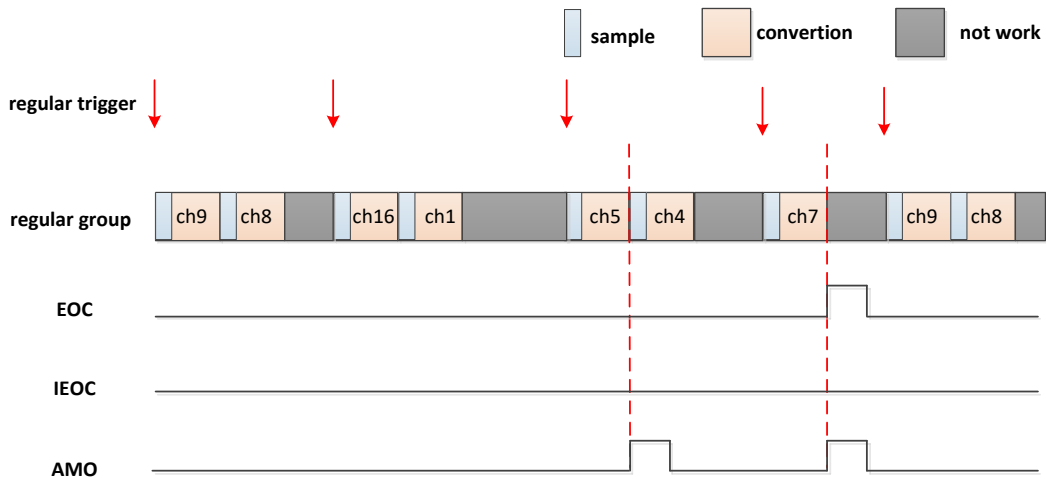 sample
convertion
not work
regular trigger
regular group
ch9
ch8
ch16
ch1
ch5
ch4
ch7
ch9
ch8
EOC
IEOC
AMO